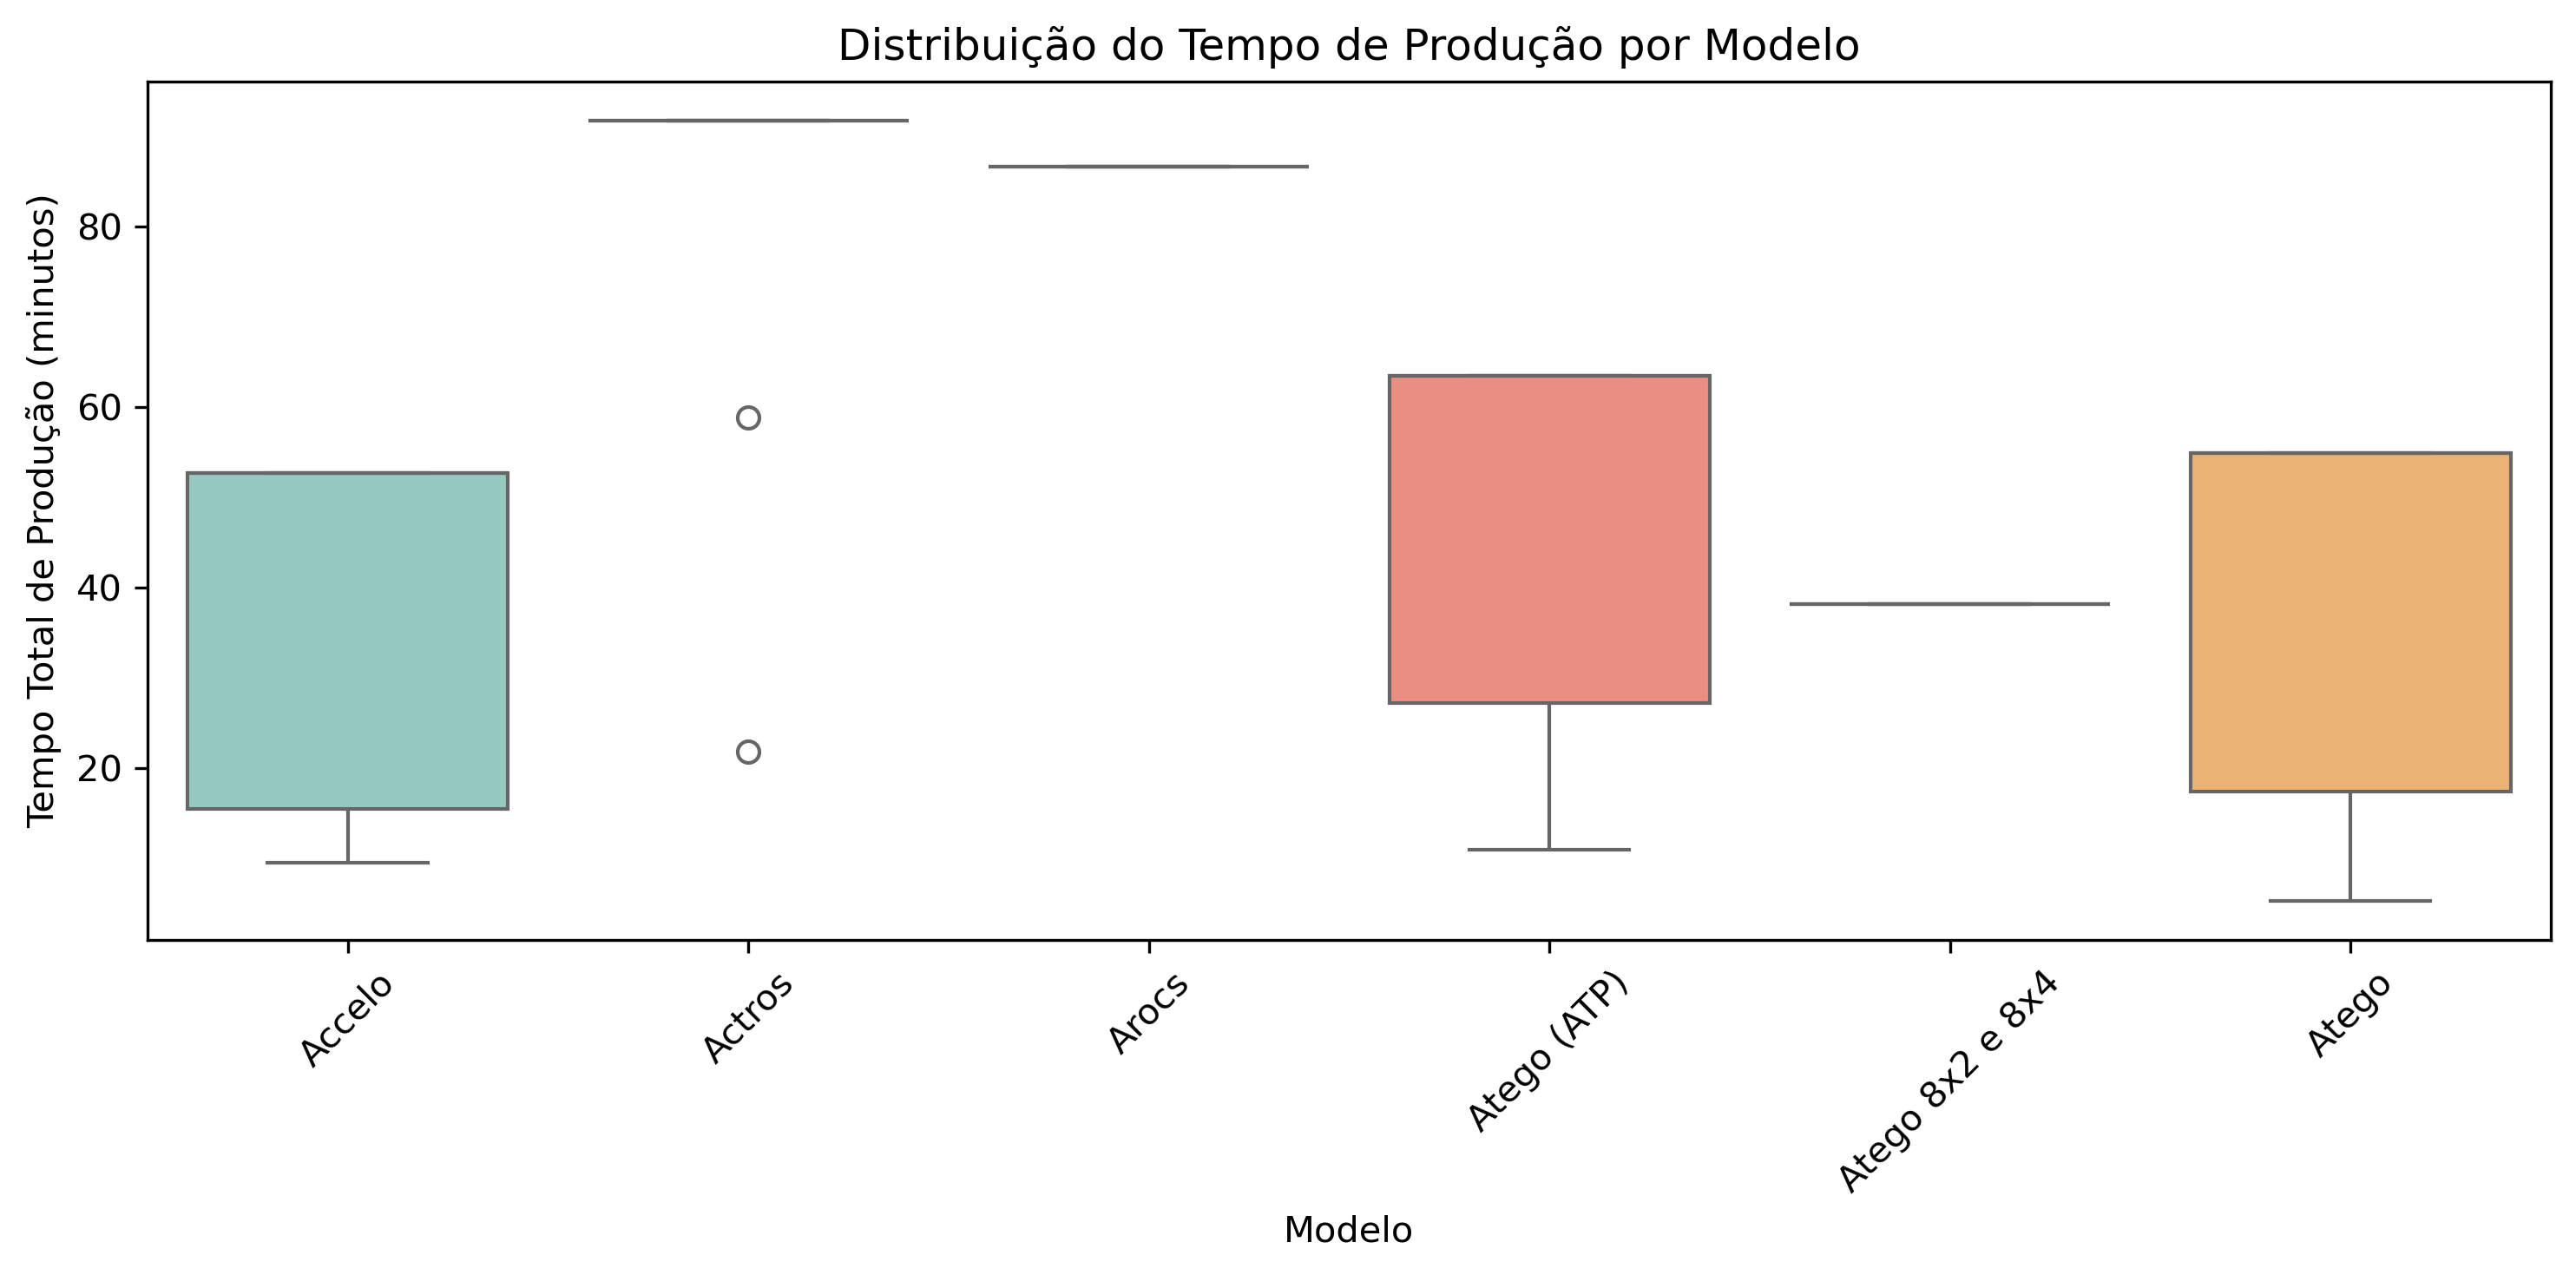 Distribuição do Tempo de Produção por Modelo
Tempo Total de Produção (minutos)
80
60
40
20
Accelo
Actros
Arocs
Atego (ATP)
Atego 8x2 e 8x4
Atego
Modelo